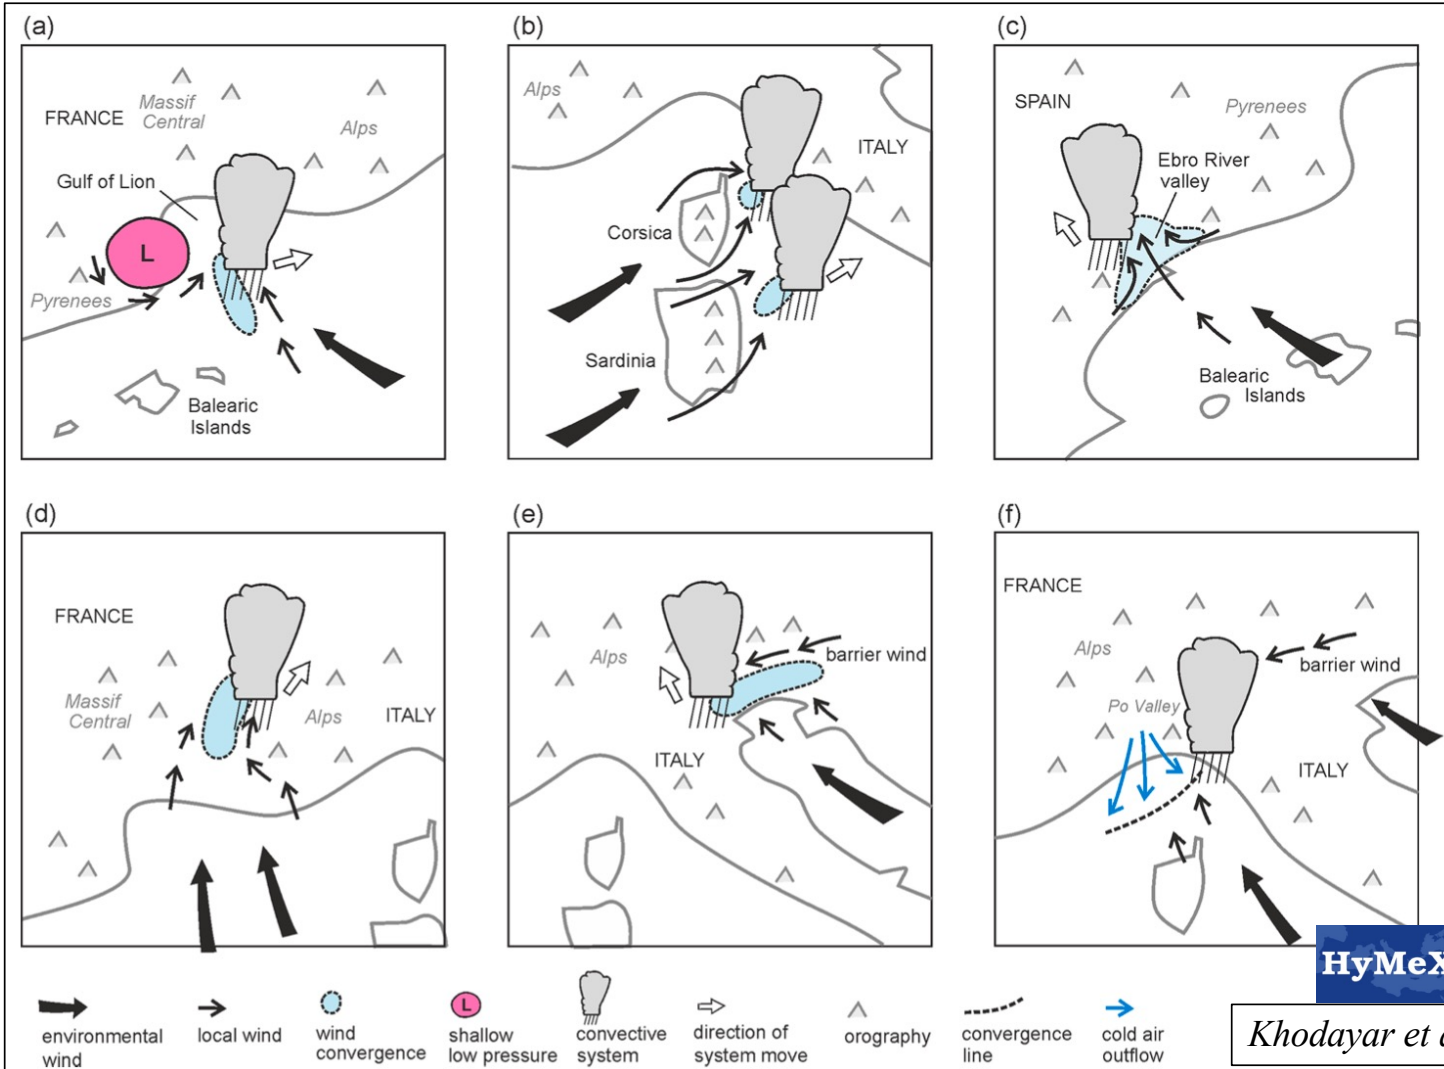 (a)
FRANCE
Massif
Central
Alps
Gulf of Lion
L
Pyrenees
Balearic
Islands
(b)
Alps
ITALY
Corsica
Sardinia
(c)
SPAIN
Pyrenees
Ebro River
valley
Balearic
Islands
(d)
FRANCE
Massif
Central
Alps
ITALY
(e)
Alps
barrier wind
ITALY
(f)
FRANCE
Alps
barrier wind
Po Valley
ITALY
HyMeX
environmental
wind
local wind
wind
convergence
L
shallow
low pressure
convective
system
direction of
system move
orography
convergence
line
cold air
outflow
Khodayar et